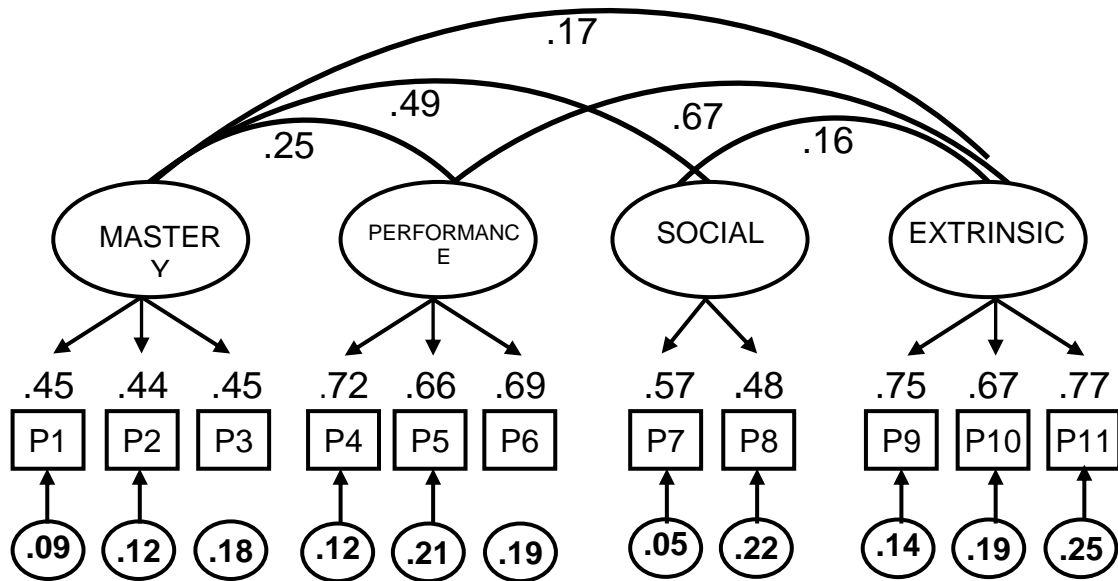 .17
.49
.67
.25
.16
MASTER
Y
PERFORMANC
E
SOCIAL
EXTRINSIC
.45 .44 .45 .72 .66 .69 .57 .48 .75 .67 .77
P1 P2 P3 P4 P5 P6 P7 P8 P9 P10 P11
.09 .12 .18 .12 .21 .19 .05 .22 .14 .19 .25